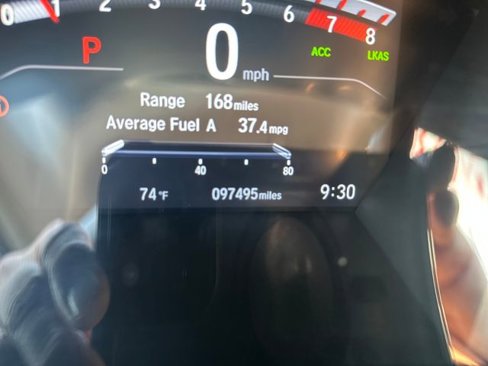 0 1 2 3 4 5 6 7 8
P
0 mph
ACC
LKAS
Range 168 miles
Average Fuel A 37.4 mpg
0 40 80
74°F 097495 miles 9:30